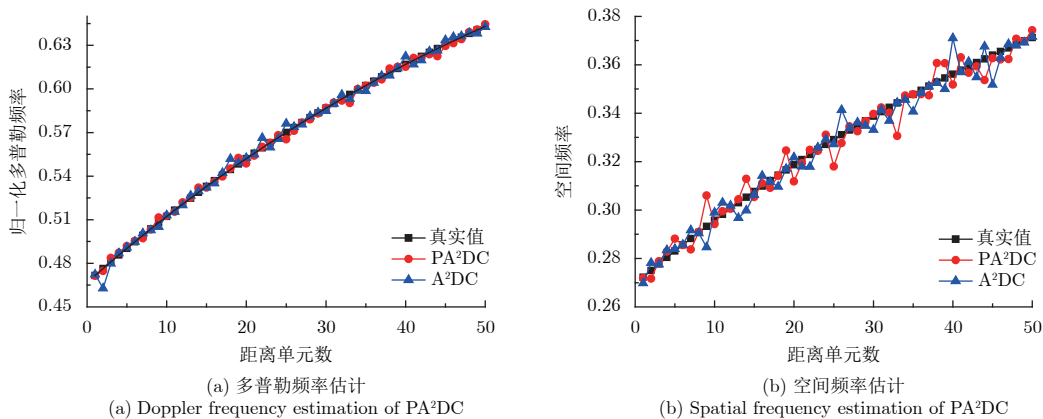 0.63
0.60
0.57
0.54
0.51
0.48
0.45
归一化多普勒频率
真实值
PA²DC
A²DC
0 10 20 30 40 50
距离单元数
(a) 多普勒频率估计
(a) Doppler frequency estimation of PA²DC
0.38
0.36
0.34
0.32
0.30
0.28
0.26
空间频率
真实值
PA²DC
A²DC
0 10 20 30 40 50
距离单元数
(b) 空间频率估计
(b) Spatial frequency estimation of PA²DC